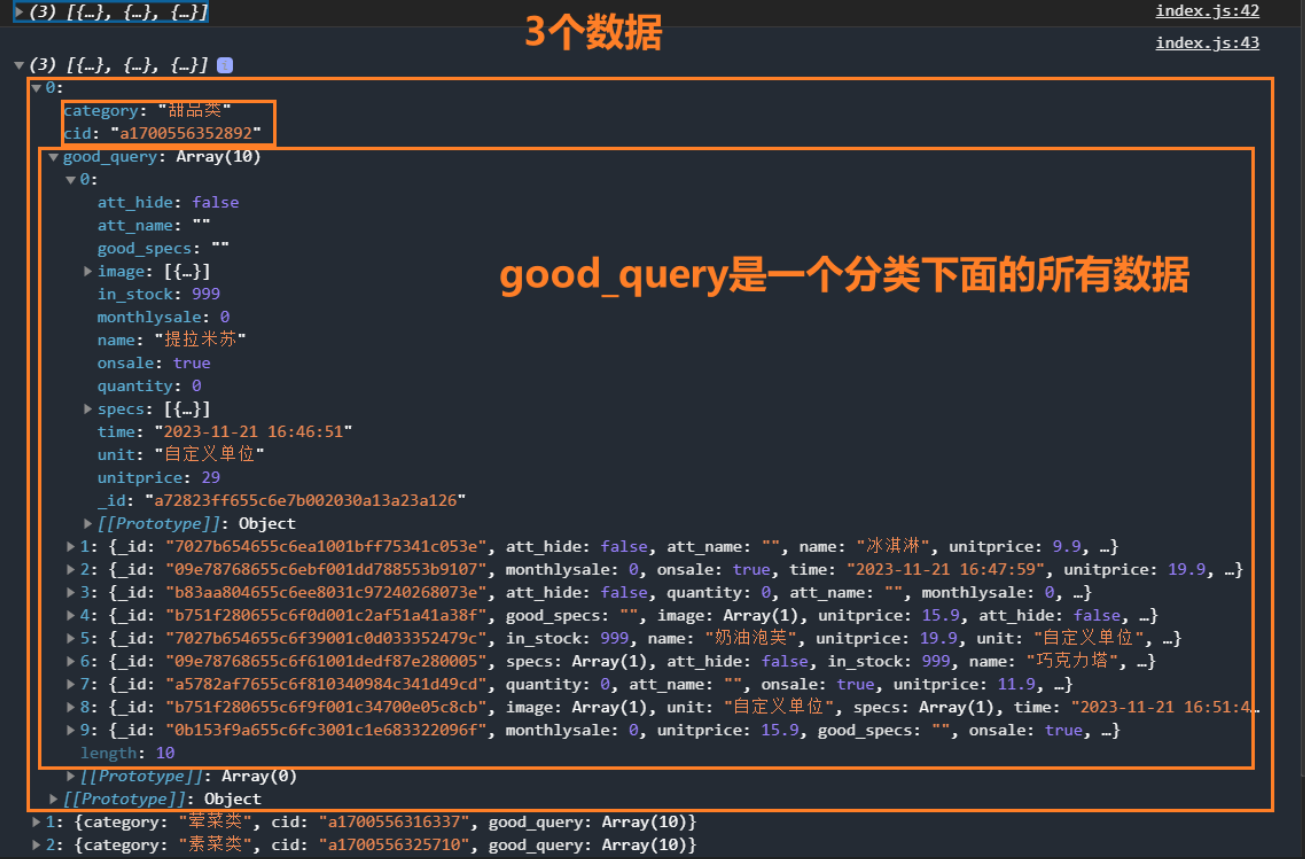 (3) [{…}, {…}, {…}] index.js:42
3个数据
index.js:43
(3) [{…}, {…}, {…}] i
0:
category: "甜品类"
cid: "a1700556352892"
good_query: Array(10)
0:
att_hide: false
att_name: ""
good_specs: ""
image: [{…}]
good_query是一个分类下面的所有数据
in_stock: 999
monthlysale: 0
name: "提拉米苏"
onsale: true
quantity: 0
specs: [{…}]
time: "2023-11-21 16:46:51"
unit: "自定义单位"
unitprice: 29
_id: "a72823ff655c6e7b002030a13a23a126"
[[Prototype]]: Object
1: {_id: "7027b654655c6ea1001bff75341c053e", att_hide: false, att_name: "", name: "冰淇淋", unitprice: 9.9, …}
2: {_id: "09e78768655c6ebf001dd788553b9107", monthlysale: 0, onsale: true, time: "2023-11-21 16:47:59", unitprice: 19.9, …}
3: {_id: "b83aa804655c6ee8031c97240268073e", att_hide: false, quantity: 0, att_name: "", monthlysale: 0, …}
4: {_id: "b751f280655c6f0d001c2af51a41a38f", good_specs: "", image: Array(1), unitprice: 15.9, att_hide: false, …}
5: {_id: "7027b654655c6f39001c0d033352479c", in_stock: 999, name: "奶油泡芙", unitprice: 19.9, unit: "自定义单位", …}
6: {_id: "09e78768655c6f61001dedf87e280005", specs: Array(1), att_hide: false, in_stock: 999, name: "巧克力塔", …}
7: {_id: "a5782af7655c6f810340984c341d49cd", quantity: 0, att_name: "", onsale: true, unitprice: 11.9, …}
8: {_id: "b751f280655c6f9f001c34700e05c8cb", image: Array(1), unit: "自定义单位", specs: Array(1), time: "2023-11-21 16:51:4…
9: {_id: "0b153f9a655c6fc3001c1e683322096f", monthlysale: 0, unitprice: 15.9, good_specs: "", onsale: true, …}
length: 10
[[Prototype]]: Array(0)
[[Prototype]]: Object
1: {category: "荤菜类", cid: "a1700556316337", good_query: Array(10)}
2: {category: "素菜类", cid: "a1700556325710", good_query: Array(10)}